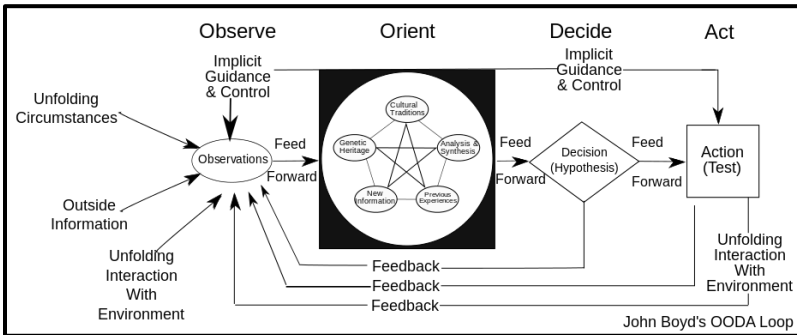 Observe
Orient
Decide
Act
Implicit
Guidance
& Control
Implicit
Guidance
& Control
Unfolding
Circumstances
Observations
Feed
Forward
Cultural
Traditions
Genetic
Heritage
Analysis &
Synthesis
New
Information
Previous
Experiences
Feed
Forward
Decision
(Hypothesis)
Feed
Forward
Action
(Test)
Outside
Information
Unfolding
Interaction
With
Environment
Unfolding
Interaction
With
Environment
Feedback
Feedback
Feedback
John Boyd's OODA Loop